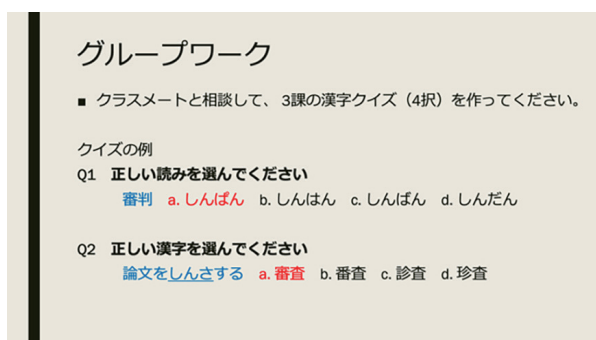 グループワーク
■ クラスメートと相談して、3課の漢字クイズ（4択）を作ってください。
クイズの例
Q1 正しい読みを選んでください
審判 a. しんぱん b. しんはん c. しんばん d. しんだん
Q2 正しい漢字を選んでください
論文をしんさする a. 審査 b. 番査 c. 診査 d. 珍査